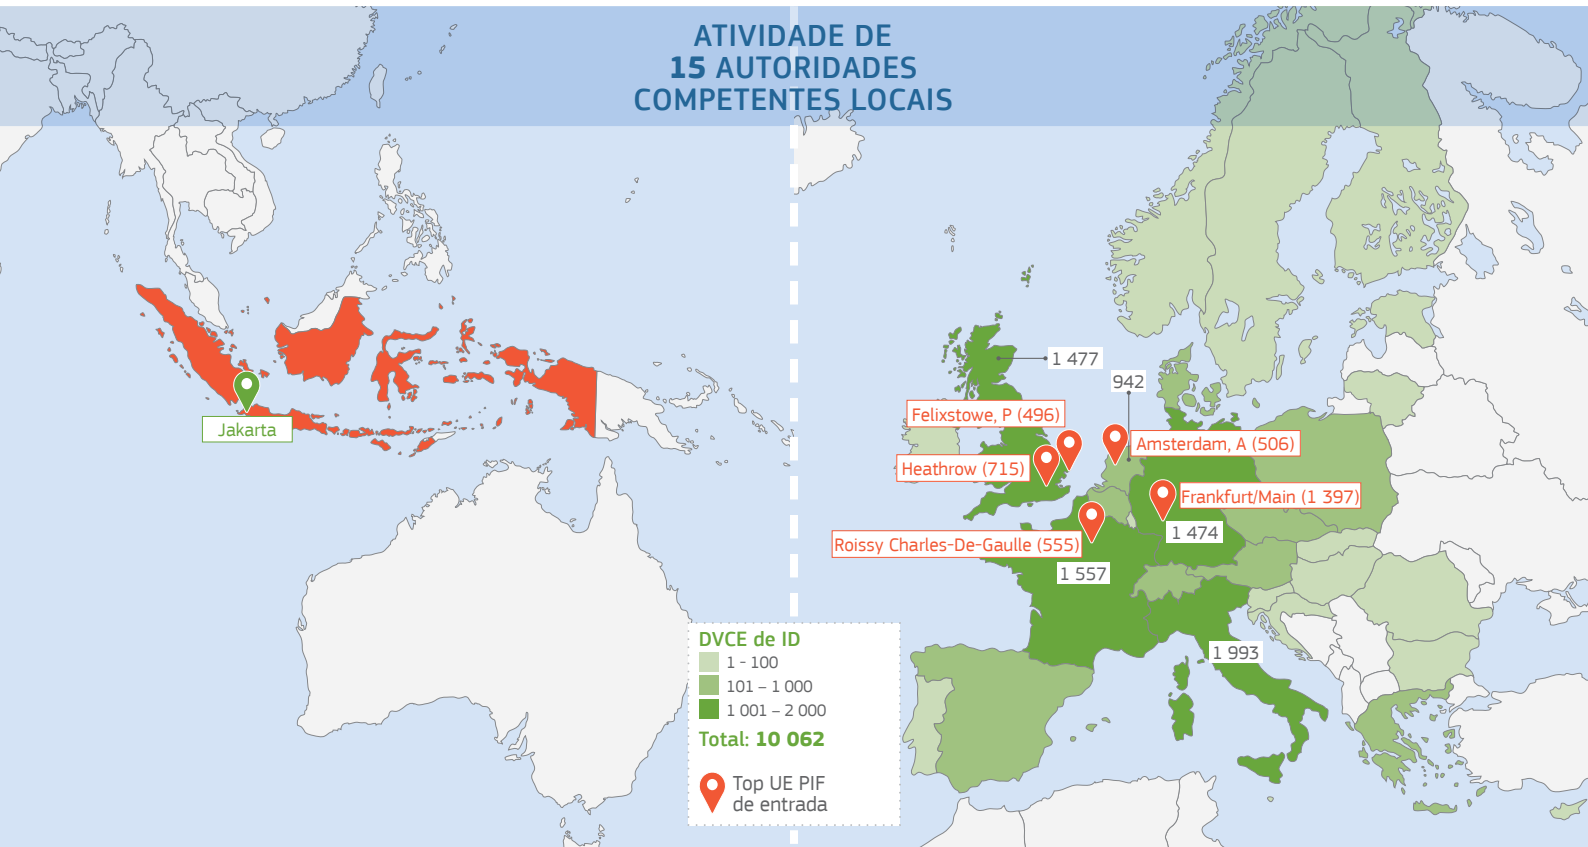 ATIVIDADE DE
15 AUTORIDADES
COMPETENTES LOCAIS
Jakarta
1 477
942
Felixstowe, P (496)
Amsterdam, A (506)
Heathrow (715)
Frankfurt/Main (1 397)
1 474
Roissy Charles-De-Gaulle (555)
1 557
1 993
DVCE de ID
1 - 100
101 – 1 000
1 001 – 2 000
Total: 10 062
Top UE PIF
de entrada